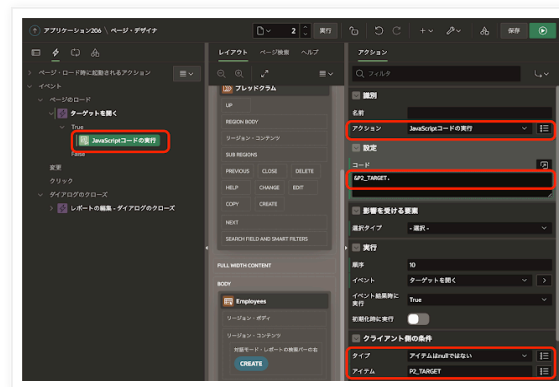 アプリケーション206 \ ページ・デザイナ
2
実行
保存
ページ・ロード時に起動されるアクション
イベント
ページのロード
ターゲットを開く
True
JavaScriptコードの実行
False
変更
クリック
ダイアログのクローズ
レポートの編集 - ダイアログのクローズ
レイアウト
ページ検索
ヘルプ
ブレッドクラム
UP
REGION BODY
リージョン・コンテンツ
SUB REGIONS
PREVIOUS
CLOSE
DELETE
HELP
CHANGE
EDIT
COPY
CREATE
NEXT
SEARCH FIELD AND SMART FILTERS
FULL WIDTH CONTENT
BODY
Employees
リージョン・ボディ
リージョン・コンテンツ
対話モード・レポートの検索バーの右
CREATE
アクション
フィルタ
識別
名前
アクション
JavaScriptコードの実行
設定
コード
&P2_TARGET.
影響を受ける要素
選択タイプ
- 選択 -
実行
順序
10
イベント
ターゲットを開く
イベント結果時に実行
True
初期化時に実行
クライアント側の条件
タイプ
アイテムはnullではない
アイテム
P2_TARGET